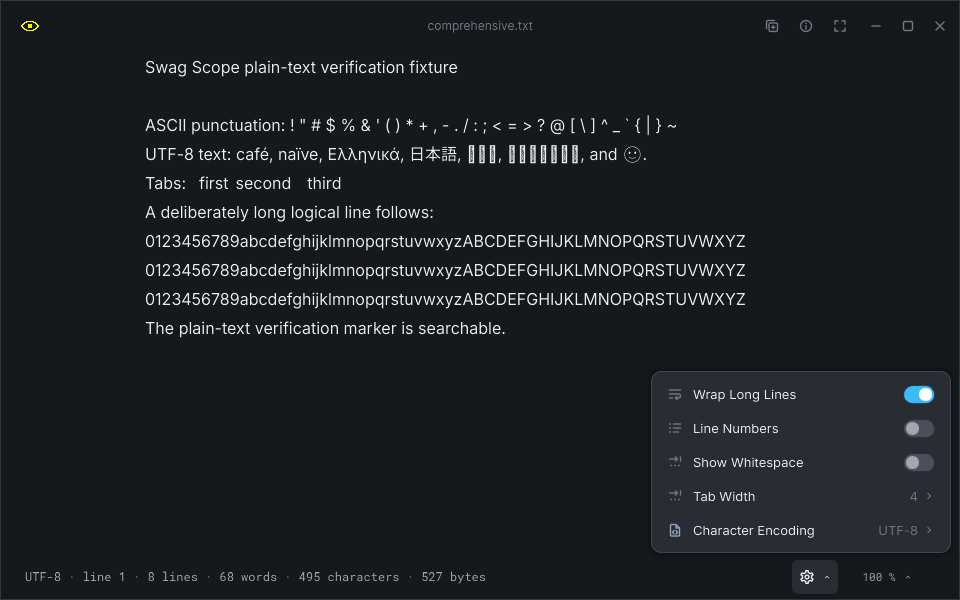 comprehensive.txt
Swag Scope plain-text verification fixture
ASCII punctuation: ! " # $ % & ' ( ) * + , - . / : ; < = > ? @ [ \ ] ^ _ ` { | } ~
UTF-8 text: café, naïve, Ελληνικά, 日本語, and 🙂.
Tabs: first second third
A deliberately long logical line follows:
0123456789abcdefghijklmnopqrstuvwxyzABCDEFGHIJKLMNOPQRSTUVWXYZ
0123456789abcdefghijklmnopqrstuvwxyzABCDEFGHIJKLMNOPQRSTUVWXYZ
0123456789abcdefghijklmnopqrstuvwxyzABCDEFGHIJKLMNOPQRSTUVWXYZ
The plain-text verification marker is searchable.
Wrap Long Lines
Line Numbers
Show Whitespace
Tab Width 4
Character Encoding UTF-8
UTF-8 · line 1 · 8 lines · 68 words · 495 characters · 527 bytes
100 %